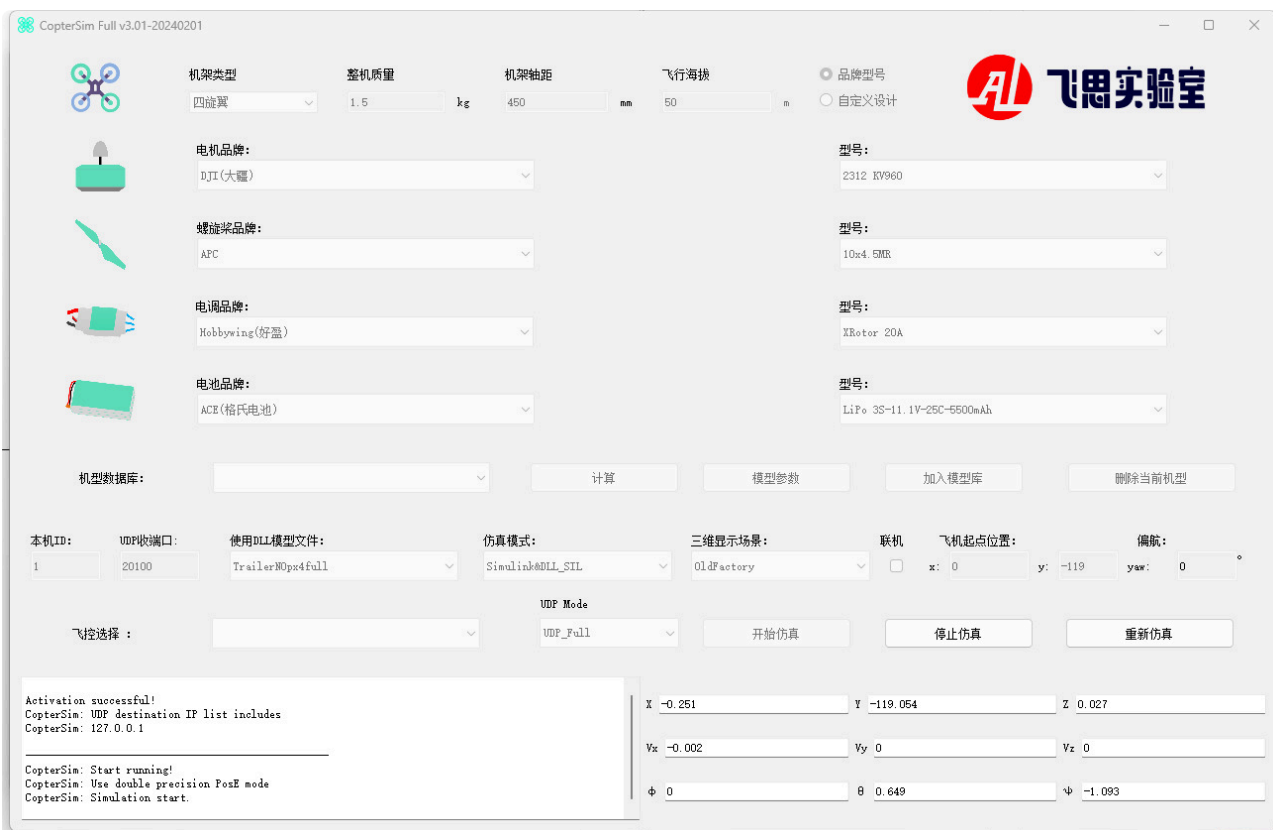 CopterSim Full v3.01-20240201
机架类型 整机质量 机架轴距 飞行海拔 品牌型号
四旋翼 1.5 kg 450 mm 50 m 自定义设计
飞思实验室
电机品牌: 型号:
DJI(大疆) 2312 KV960
螺旋桨品牌: 型号:
APC 10x4.5MR
电调品牌: 型号:
Hobbywing(好盈) XRotor 20A
电池品牌: 型号:
ACE(格氏电池) LiPo 3S-11.1V-25C-5500mAh
机型数据库: 计算 模型参数 加入模型库 删除当前机型
本机ID: UDP收端口: 使用DLL模型文件: 仿真模式: 三维显示场景: 联机 飞机起点位置: 偏航:
1 20100 TrailerNOpx4full Simulink&DLL_SIL OldFactory x: 0 y: -119 yaw: 0 °
UDP Mode
飞控选择 : UDP_Full 开始仿真 停止仿真 重新仿真
Activation successful!
CopterSim: UDP destination IP list includes
CopterSim: 127.0.0.1
CopterSim: Start running!
CopterSim: Use double precision PosE mode
CopterSim: Simulation start.
X -0.251 Y -119.054 Z 0.027
Vx -0.002 Vy 0 Vz 0
ϕ 0 θ 0.649 ψ -1.093